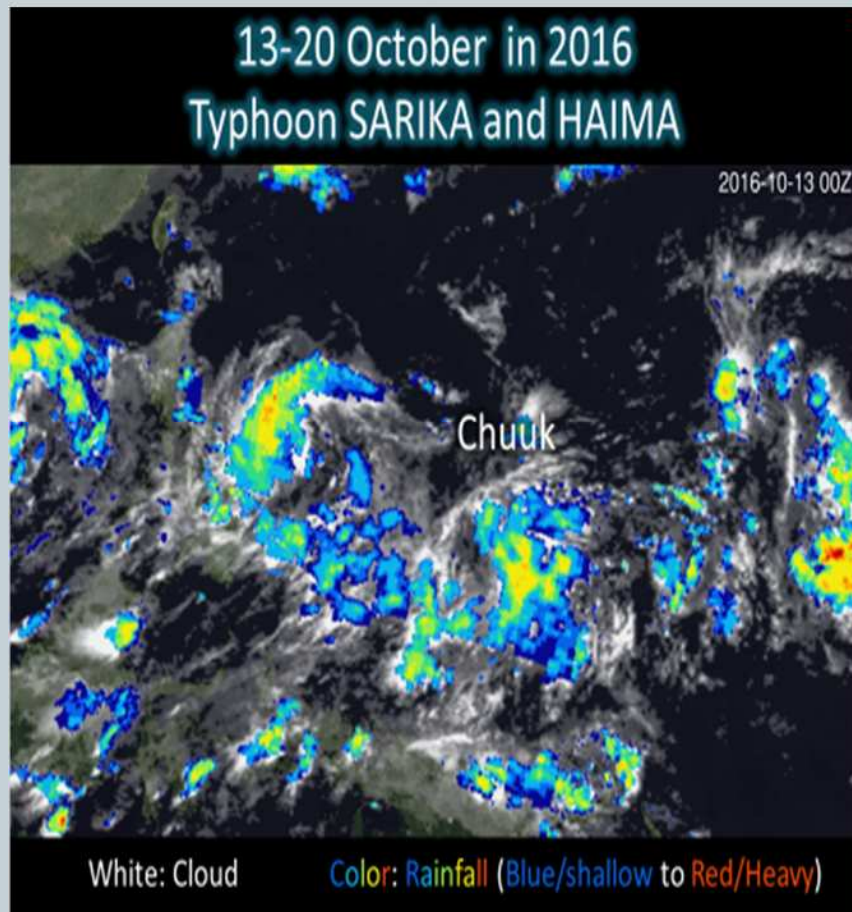 13-20 October in 2016
Typhoon SARIKA and HAIMA
2016-10-13 00Z
Chuuk
White: Cloud Color: Rainfall (Blue/shallow to Red/Heavy)